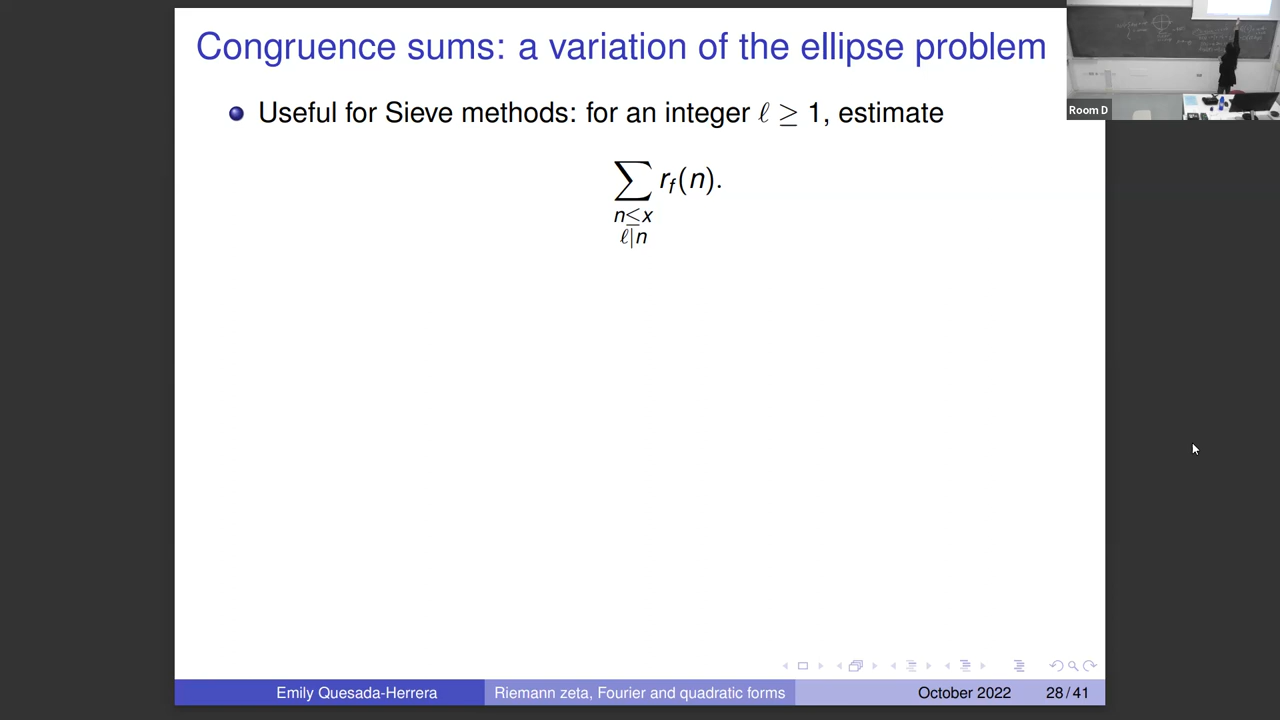 Congruence sums: a variation of the ellipse problem
Useful for Sieve methods: for an integer ℓ ≥ 1, estimate
∑ r_f(n).
n≤x
ℓ|n
Room D
Emily Quesada-Herrera
Riemann zeta, Fourier and quadratic forms
October 2022
28 / 41